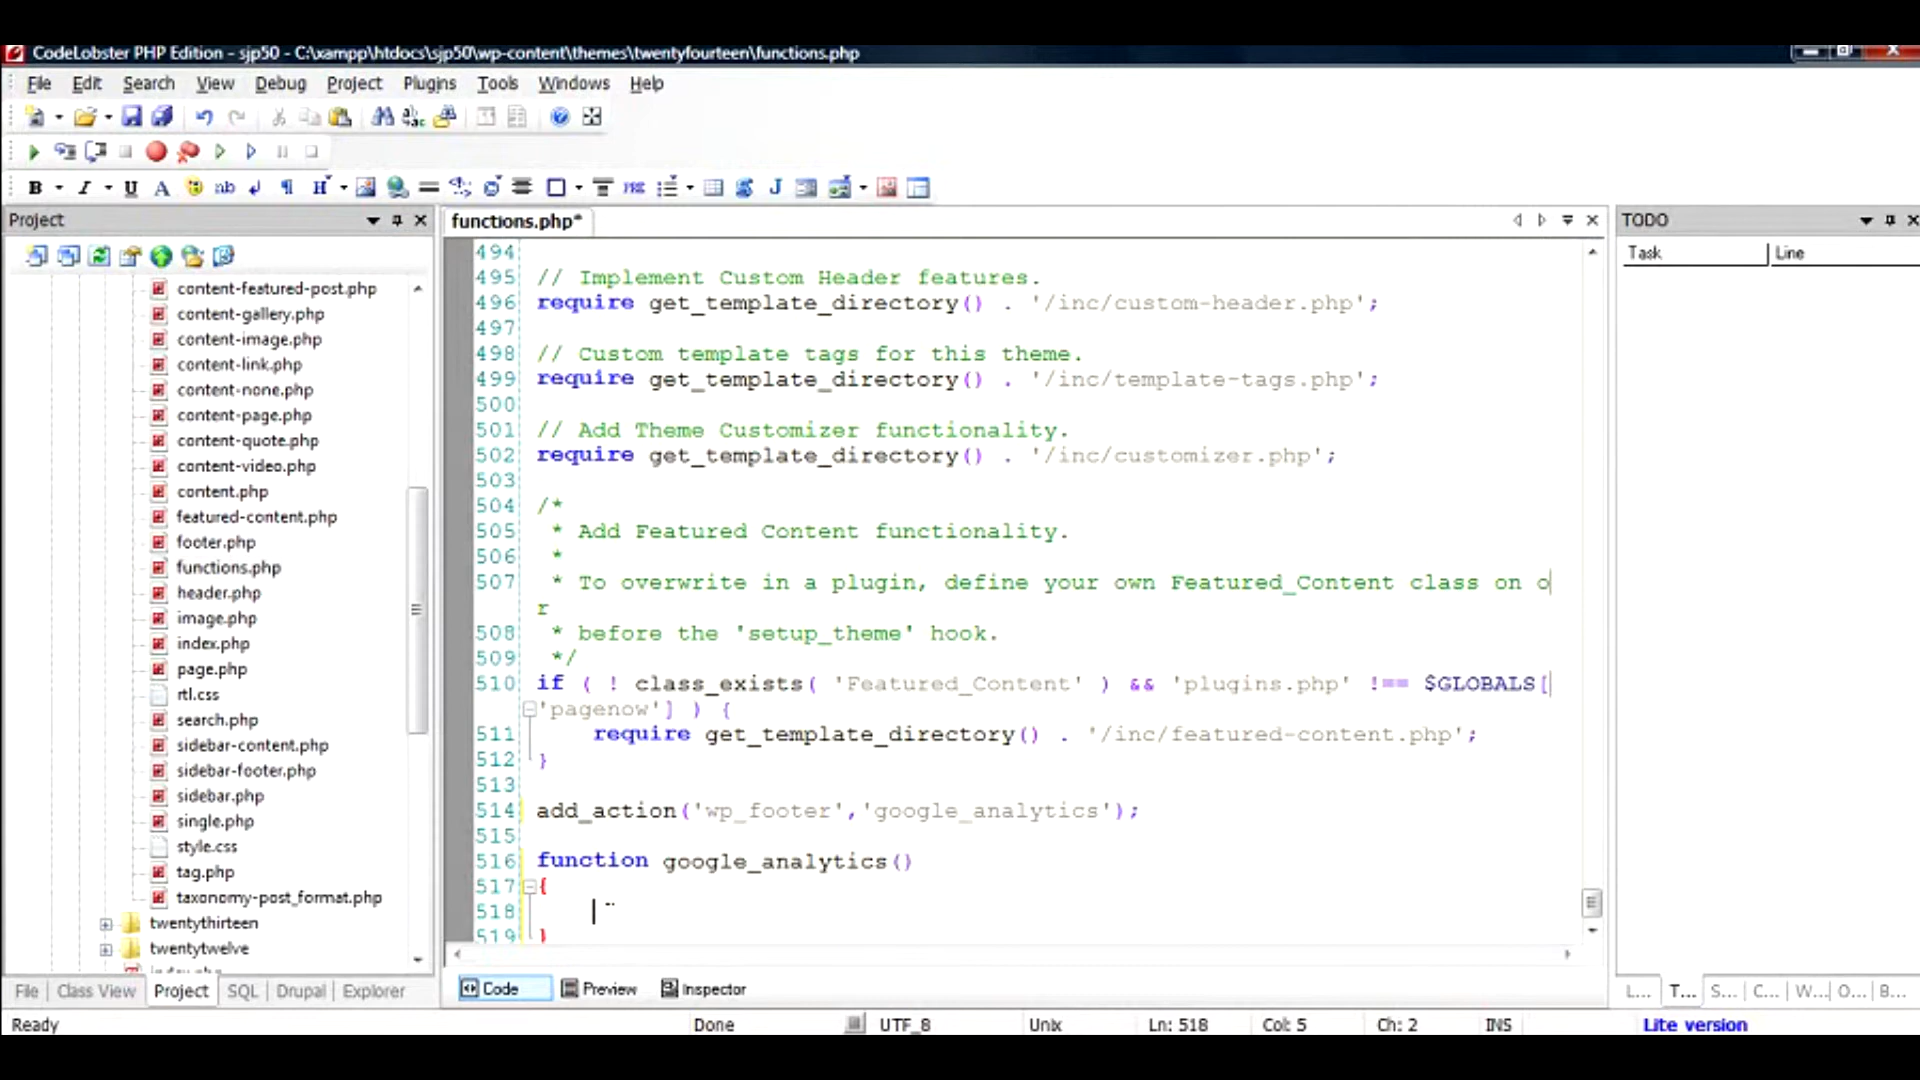 CodeLobster PHP Edition - sjp50 - C:\xampp\htdocs\sjp50\wp-content\themes\twentyfourteen\functions.php
File Edit Search View Debug Project Plugins Tools Windows Help
Project
functions.php*
TODO
Task Line
content-featured-post.php
content-gallery.php
content-image.php
content-link.php
content-none.php
content-page.php
content-quote.php
content-video.php
content.php
featured-content.php
footer.php
functions.php
header.php
image.php
index.php
page.php
rtl.css
search.php
sidebar-content.php
sidebar-footer.php
sidebar.php
single.php
style.css
tag.php
taxonomy-post_format.php
twentythirteen
twentytwelve
494
495 // Implement Custom Header features.
496 require get_template_directory() . '/inc/custom-header.php';
497
498 // Custom template tags for this theme.
499 require get_template_directory() . '/inc/template-tags.php';
500
501 // Add Theme Customizer functionality.
502 require get_template_directory() . '/inc/customizer.php';
503
504 /*
505 * Add Featured Content functionality.
506 *
507 * To overwrite in a plugin, define your own Featured_Content class on o
r
508 * before the 'setup_theme' hook.
509 */
510 if ( ! class_exists( 'Featured_Content' ) && 'plugins.php' !== $GLOBALS[
'pagenow'] ) {
511 require get_template_directory() . '/inc/featured-content.php';
512 }
513
514 add_action('wp_footer','google_analytics');
515
516 function google_analytics()
517 {
518
519 }
File Class View Project SQL Drupal Explorer
Code Preview Inspector
L... T... S... C... W... O... B...
Ready Done UTF_8 Unix Ln: 518 Col: 5 Ch: 2 INS Lite version